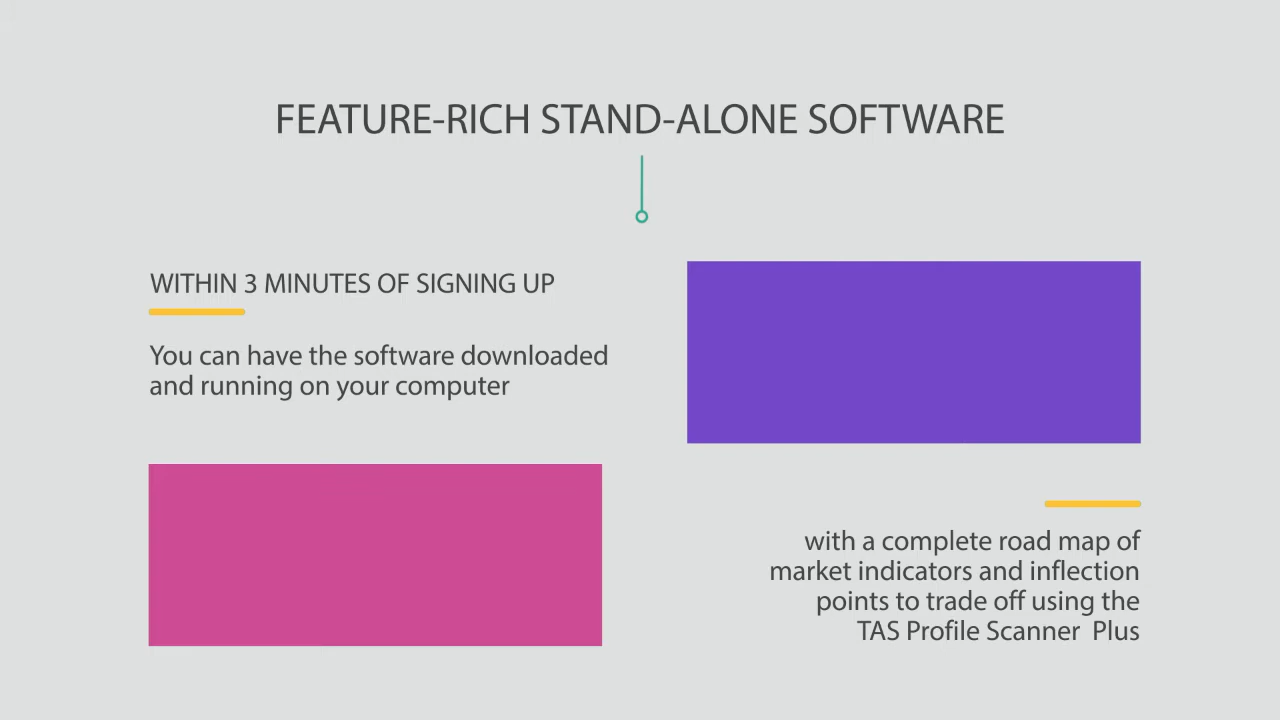 FEATURE-RICH STAND-ALONE SOFTWARE
WITHIN 3 MINUTES OF SIGNING UP
You can have the software downloaded
and running on your computer
with a complete road map of
market indicators and inflection
points to trade off using the
TAS Profile Scanner  Plus